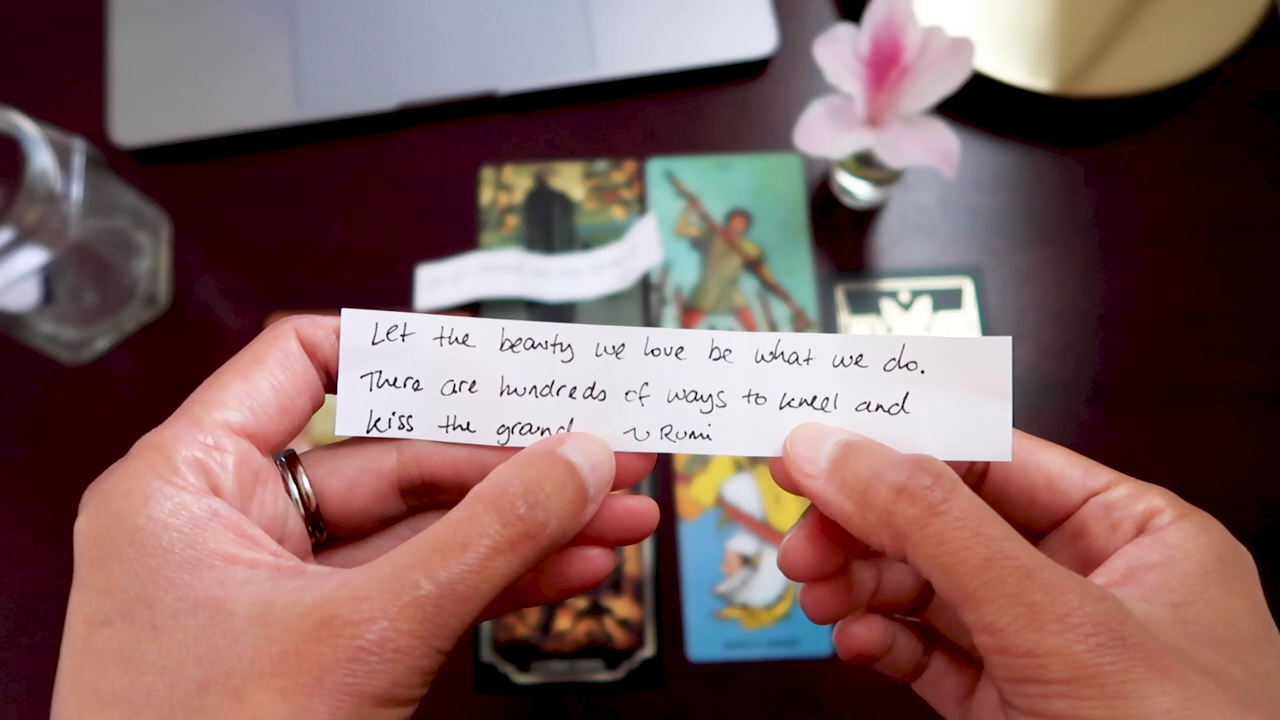 Let the beauty we love be what we do.
There are hundreds of ways to kneel and
kiss the ground ~ Rumi